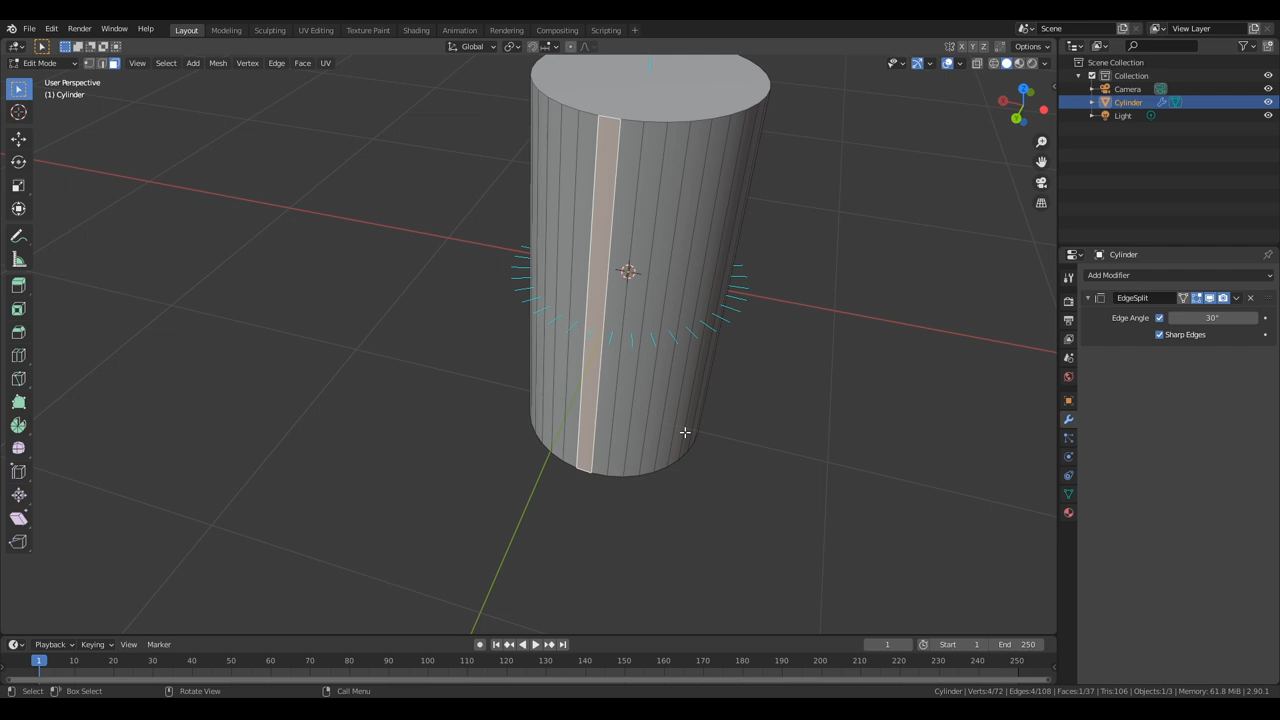 File Edit Render Window Help Layout Modeling Sculpting UV Editing Texture Paint Shading Animation Rendering Compositing Scripting + Scene View Layer
Global X Y Z Options
Edit Mode View Select Add Mesh Vertex Edge Face UV
User Perspective
(1) Cylinder
Z
X
Y
Scene Collection
Collection
Camera
Cylinder
Light
Cylinder
Add Modifier
EdgeSplit
Edge Angle 30°
Sharp Edges
Playback Keying View Marker 1 Start 1 End 250
1 10 20 30 40 50 60 70 80 90 100 110 120 130 140 150 160 170 180 190 200 210 220 230 240 250
Select Box Select Rotate View Call Menu Cylinder | Verts:4/72 | Edges:4/108 | Faces:1/37 | Tris:106 | Objects:1/3 | Memory: 61.8 MiB | 2.90.1